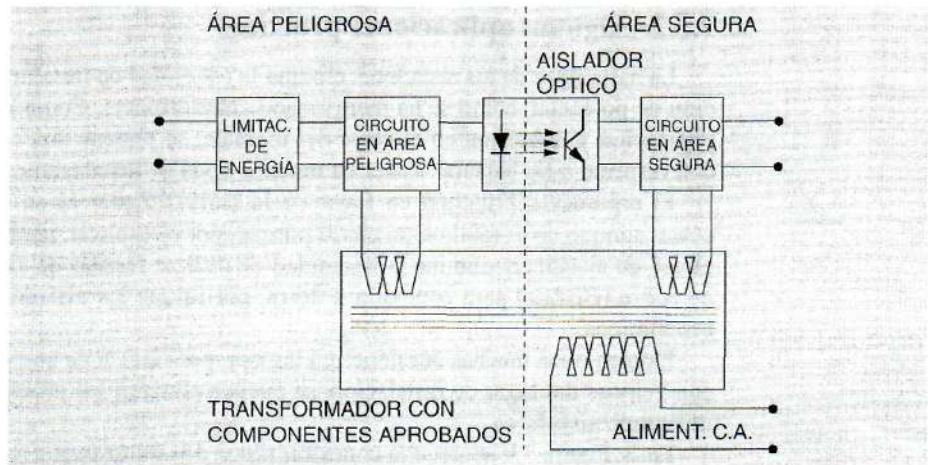 ÁREA PELIGROSA
ÁREA SEGURA
AISLADOR
ÓPTICO
LIMITAC.
DE
ENERGÍA
CIRCUITO
EN ÁREA
PELIGROSA
CIRCUITO
EN ÁREA
SEGURA
TRANSFORMADOR CON
COMPONENTES APROBADOS
ALIMENT. C.A.